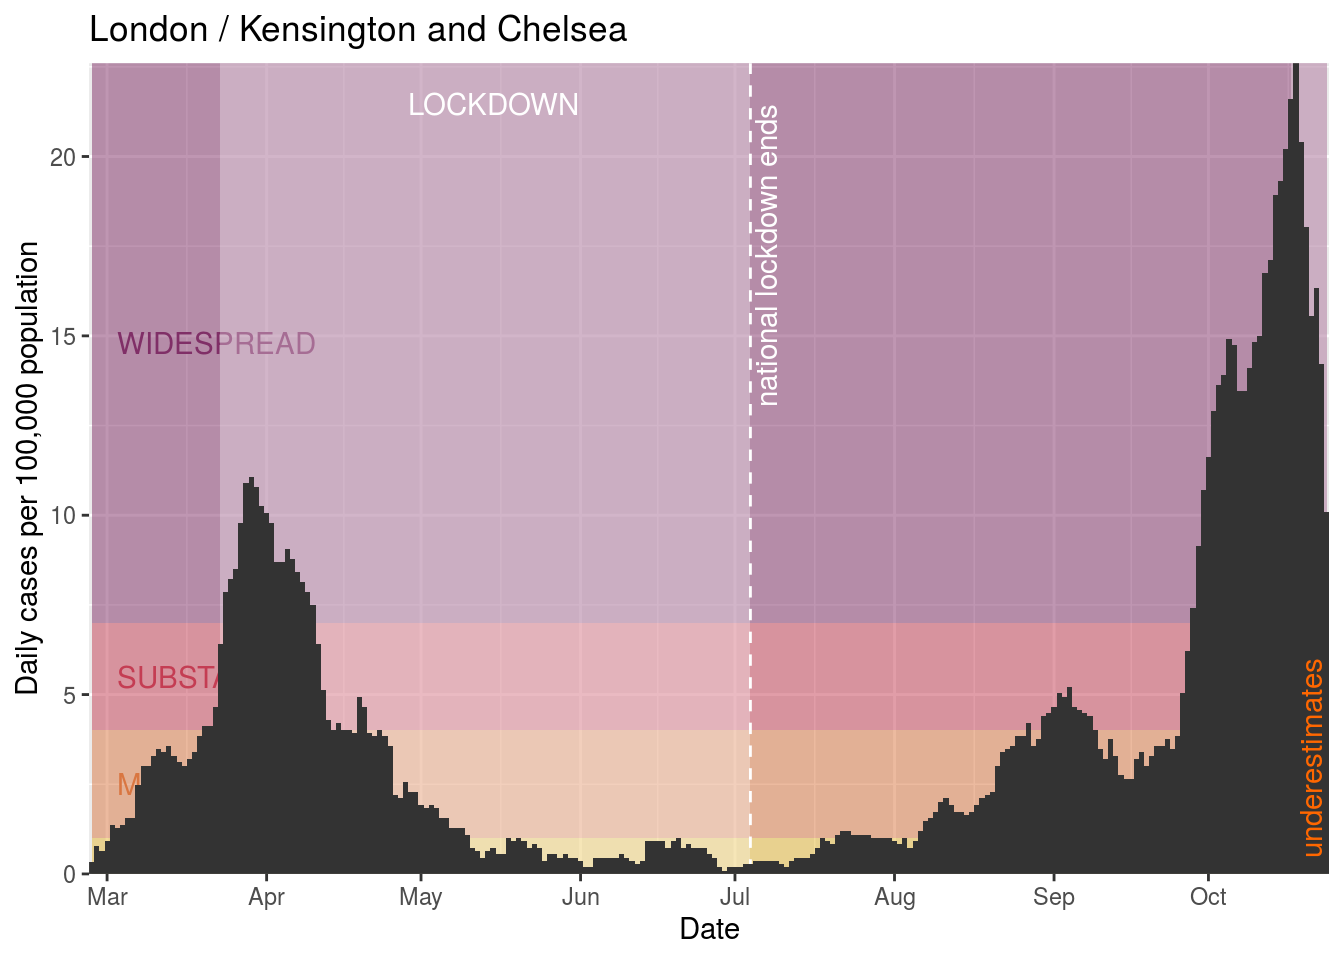 London / Kensington and Chelsea
LOCKDOWN
national lockdown ends
WIDESPREAD
SUBSTA
M
underestimates
Daily cases per 100,000 population
20
15
10
5
0
Mar Apr May Jun Jul Aug Sep Oct
Date